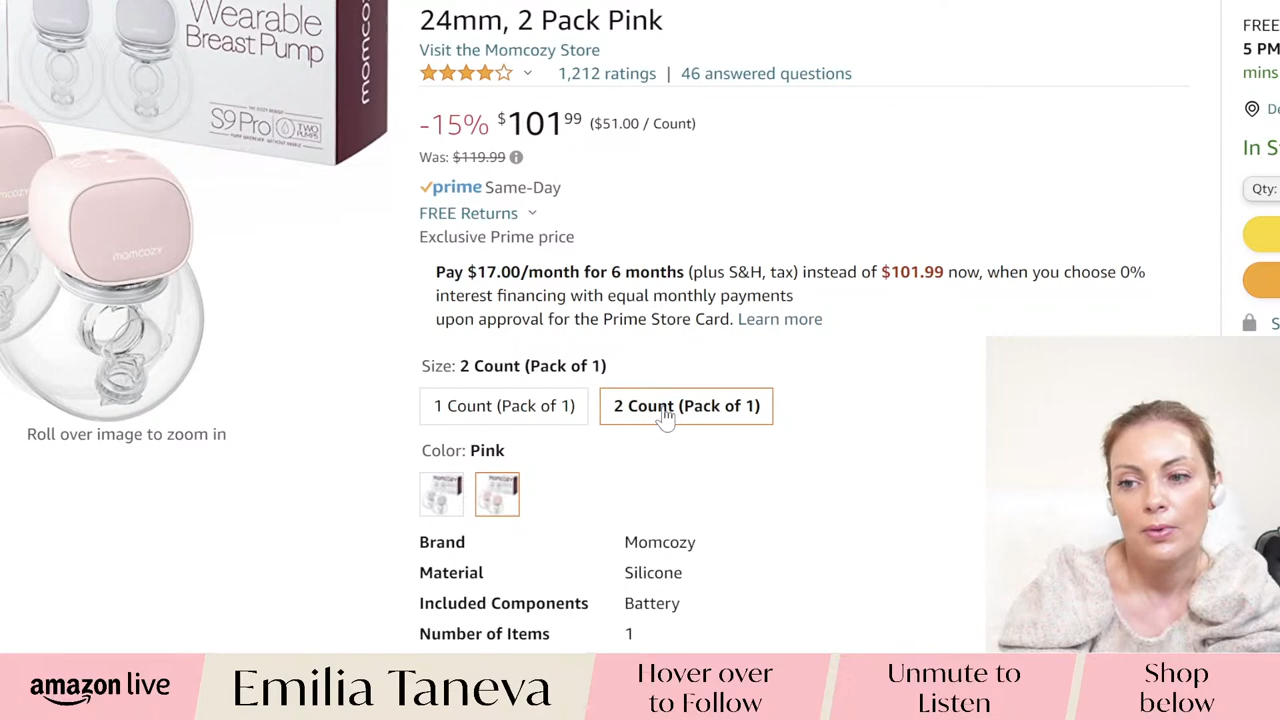 Wearable
Breast Pump
momcoz
S9 Pro
TWO
PUMPS
momcozy
24mm, 2 Pack Pink
Visit the Momcozy Store
1,212 ratings | 46 answered questions
-15% $101 99 ($51.00 / Count)
Was: $119.99
prime Same-Day
FREE Returns
Exclusive Prime price
Pay $17.00/month for 6 months (plus S&H, tax) instead of $101.99 now, when you choose 0%
interest financing with equal monthly payments
upon approval for the Prime Store Card. Learn more
Size: 2 Count (Pack of 1)
1 Count (Pack of 1) 2 Count (Pack of 1)
Roll over image to zoom in
Color: Pink
Brand Momcozy
Material Silicone
Included Components Battery
Number of Items 1
FREE
5 PM
mins
De
In S
Qty:
S
amazon live
Emilia Taneva
Hover over
to Follow
Unmute to
Listen
Shop
below